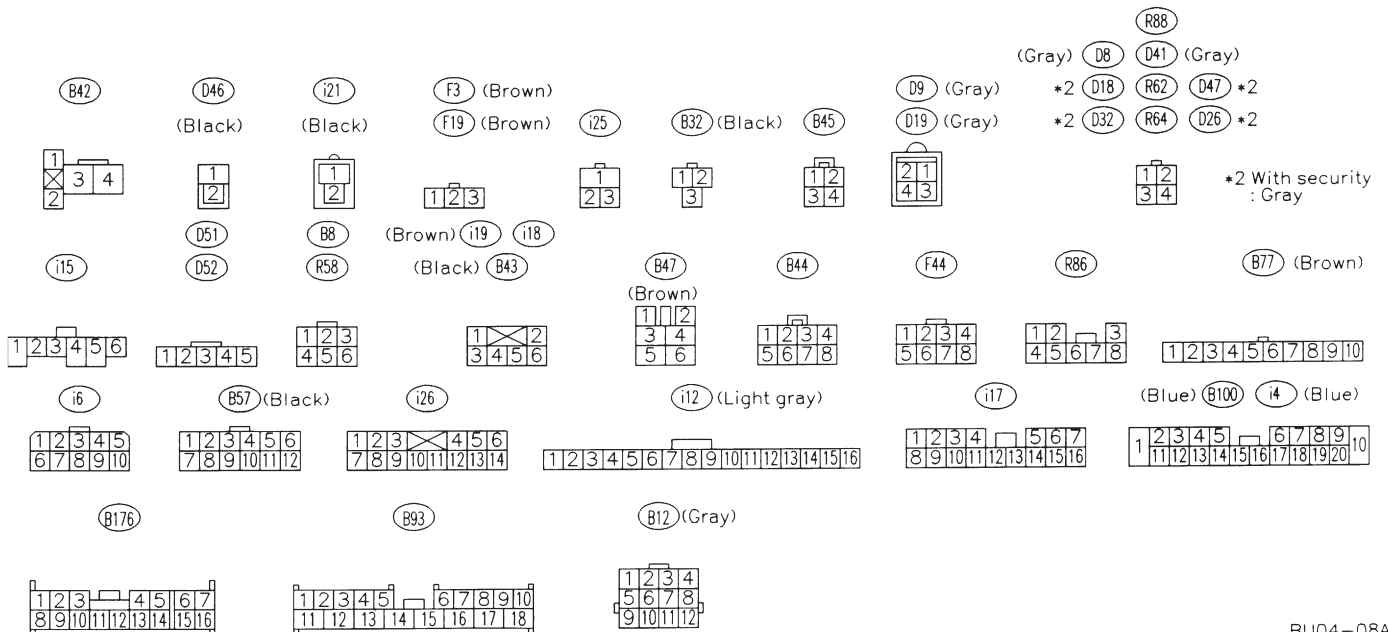 R88
(Gray) D8 D41 (Gray)
B42 D46 i21 F3 (Brown) D9 (Gray) *2 D18 R62 D47 *2
(Black) (Black) F19 (Brown) i25 B32 (Black) B45 D19 (Gray) *2 D32 R64 D26 *2
1
2
3 4
1
2
1
2
1 2 3
1
2 3
1 2
3
1 2
3 4
2 1
4 3
1 2
3 4
*2 With security
: Gray
D51 B8 (Brown) i19 i18
i15 D52 R58 (Black) B43 B47 B44 F44 R86 B77 (Brown)
(Brown)
1 2 3 4 5 6
1 2 3 4 5
1 2 3
4 5 6
1 2
3 4 5 6
1 2
3 4
5 6
1 2 3 4
5 6 7 8
1 2 3 4
5 6 7 8
1 2 3
4 5 6 7 8
1 2 3 4 5 6 7 8 9 10
i6 B57 (Black) i26 i12 (Light gray) i17 (Blue) B100 i4 (Blue)
1 2 3 4 5
6 7 8 9 10
1 2 3 4 5 6
7 8 9 10 11 12
1 2 3 4 5 6
7 8 9 10 11 12 13 14
1 2 3 4 5 6 7 8 9 10 11 12 13 14 15 16
1 2 3 4 5 6 7
8 9 10 11 12 13 14 15 16
1 2 3 4 5 6 7 8 9 10
11 12 13 14 15 16 17 18 19 20
B176 B93 B12 (Gray)
1 2 3 4 5 6 7
8 9 10 11 12 13 14 15 16
1 2 3 4 5 6 7 8 9 10
11 12 13 14 15 16 17 18
1 2 3 4
5 6 7 8
9 10 11 12
BU04-08A